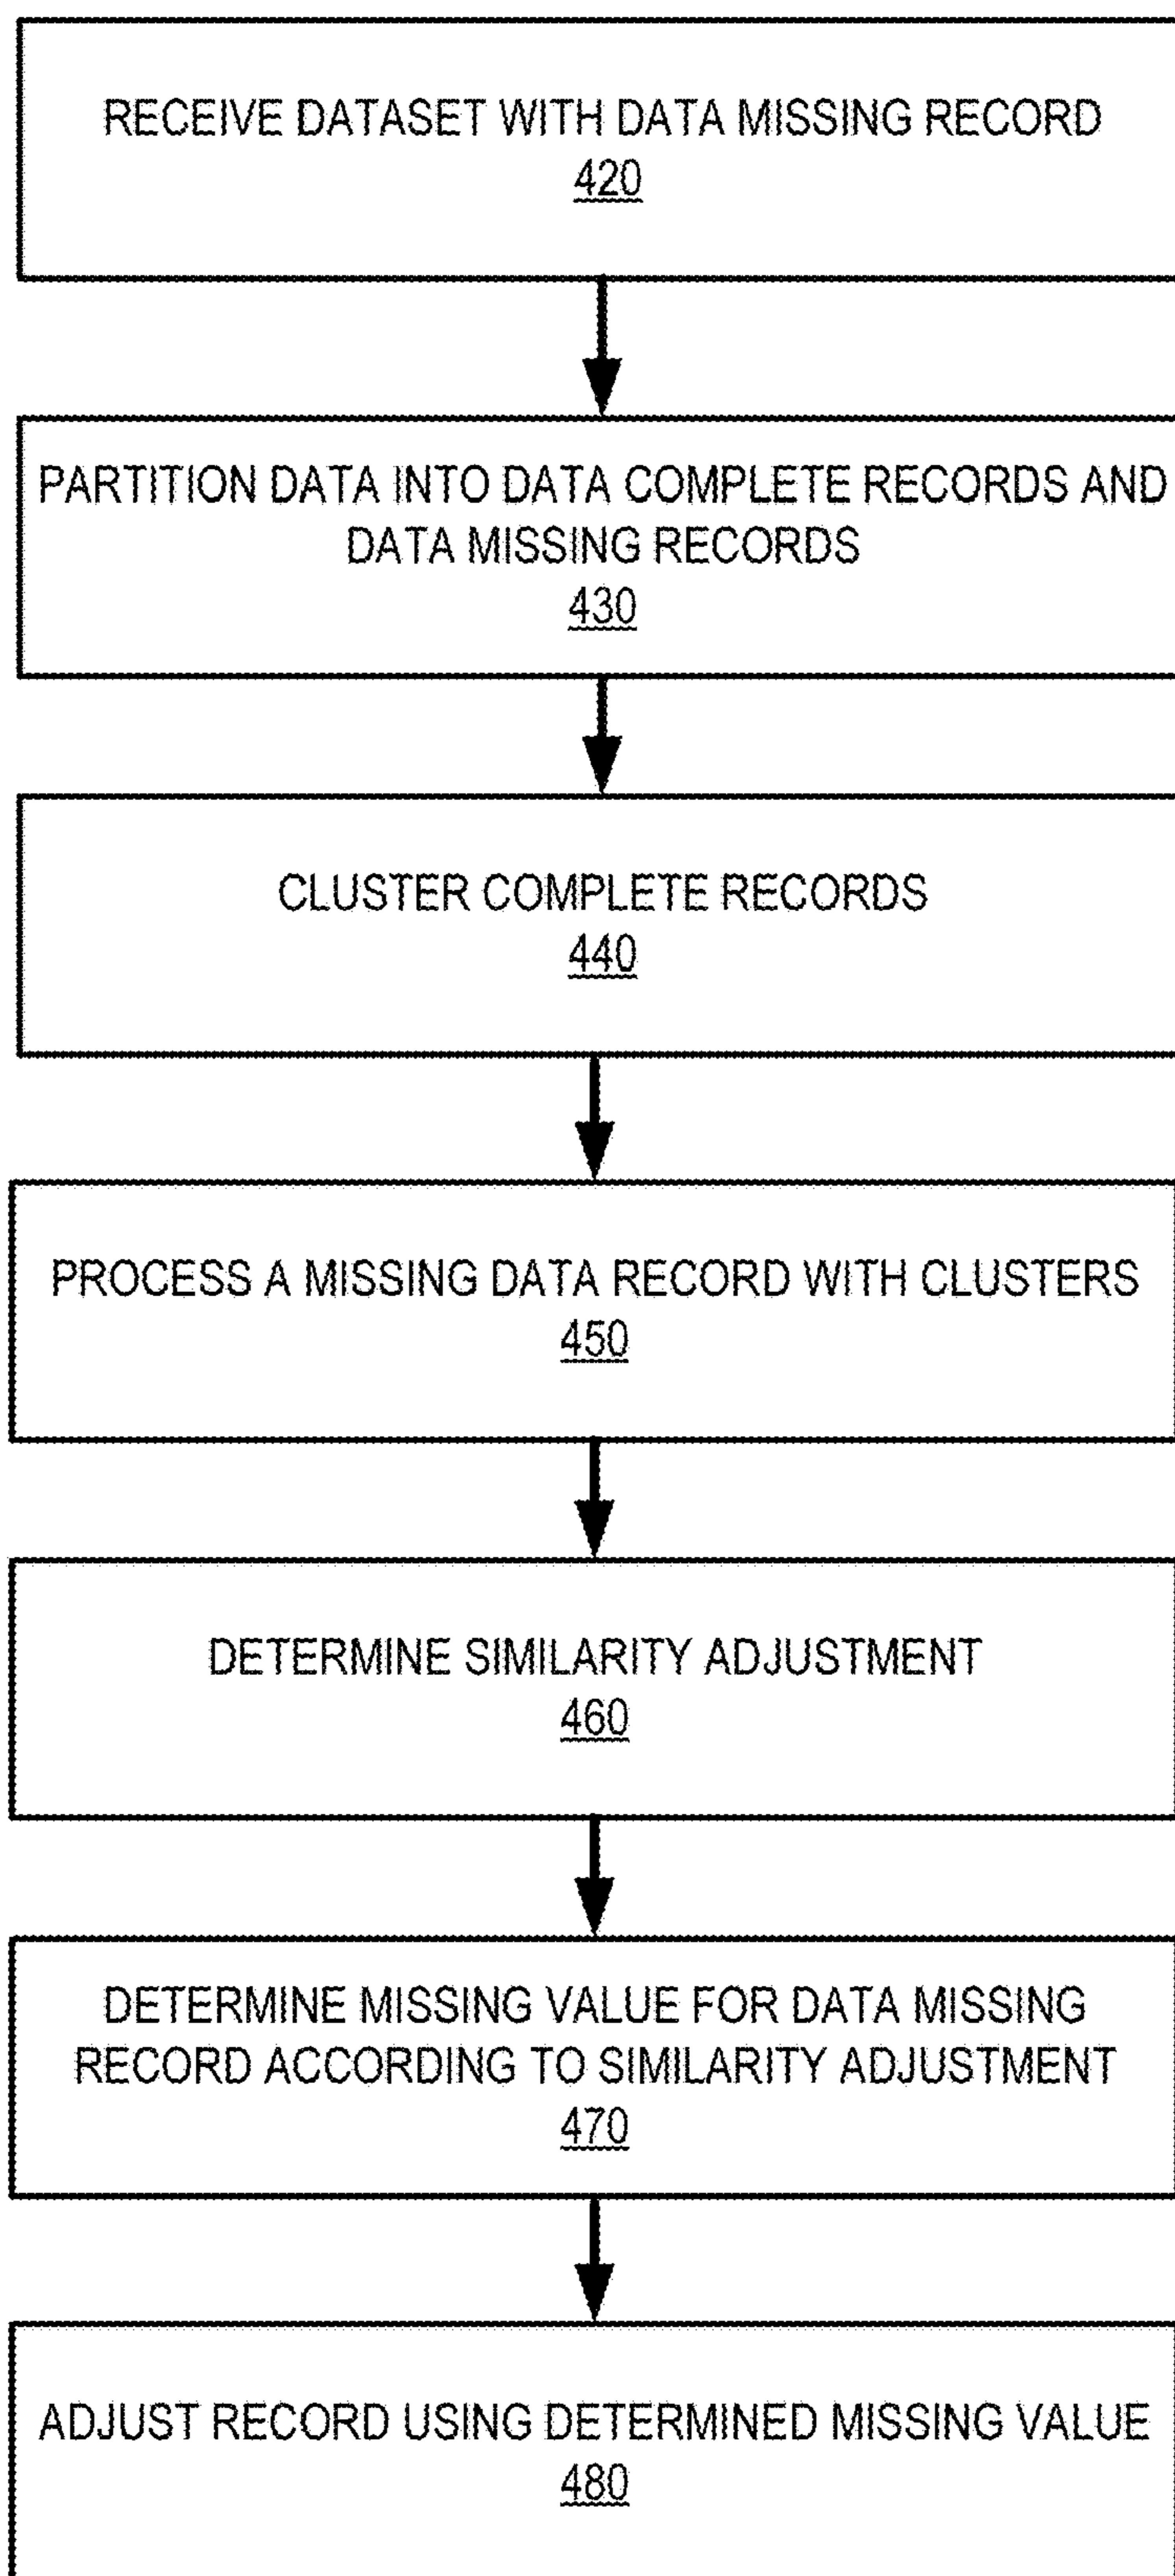 RECEIVE DATASET WITH DATA MISSING RECORD
420
PARTITION DATA INTO DATA COMPLETE RECORDS AND
DATA MISSING RECORDS
430
CLUSTER COMPLETE RECORDS
440
PROCESS A MISSING DATA RECORD WITH CLUSTERS
450
DETERMINE SIMILARITY ADJUSTMENT
460
DETERMINE MISSING VALUE FOR DATA MISSING
RECORD ACCORDING TO SIMILARITY ADJUSTMENT
470
ADJUST RECORD USING DETERMINED MISSING VALUE
480